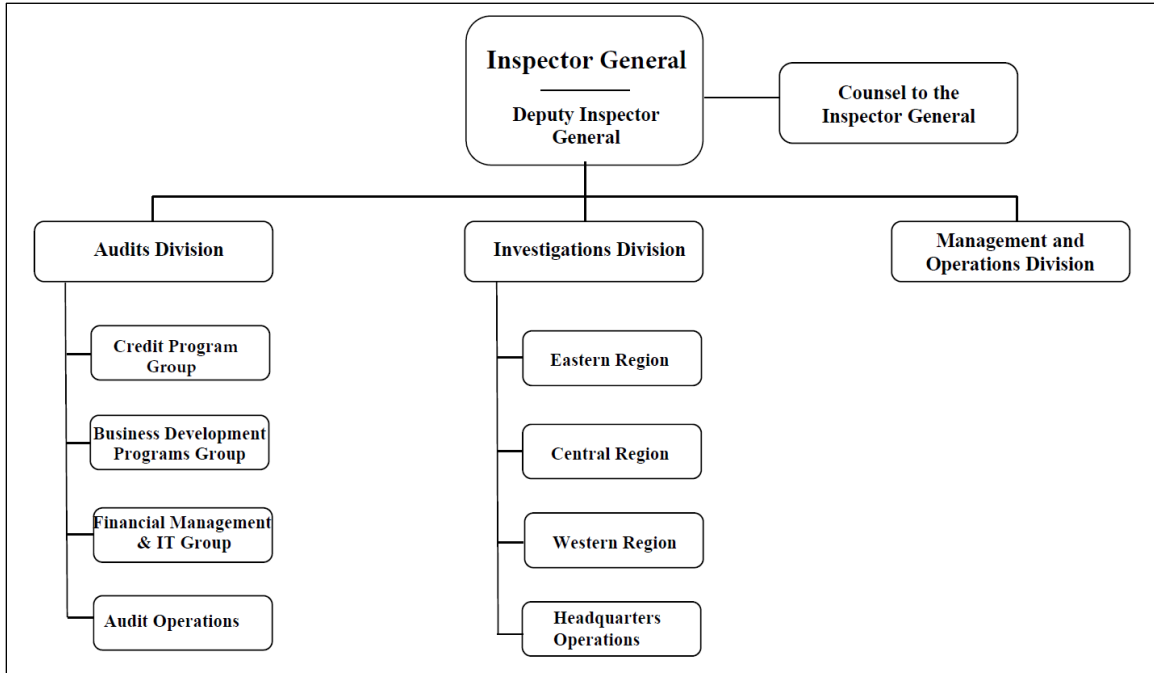 Inspector General
Deputy Inspector
General
Counsel to the
Inspector General
Audits Division
Investigations Division
Management and
Operations Division
Credit Program
Group
Business Development
Programs Group
Financial Management
& IT Group
Audit Operations
Eastern Region
Central Region
Western Region
Headquarters
Operations